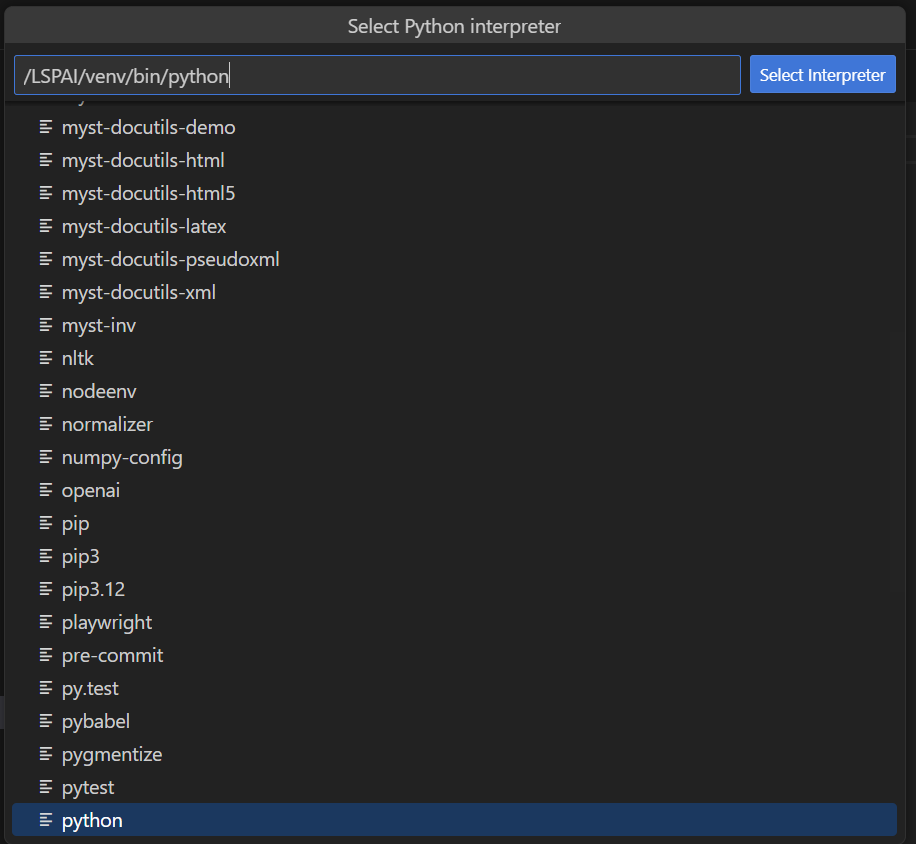 Select Python interpreter
/LSPAI/venv/bin/python
Select Interpreter
myst-docutils-demo
myst-docutils-html
myst-docutils-html5
myst-docutils-latex
myst-docutils-pseudoxml
myst-docutils-xml
myst-inv
nltk
nodeenv
normalizer
numpy-config
openai
pip
pip3
pip3.12
playwright
pre-commit
py.test
pybabel
pygmentize
pytest
python